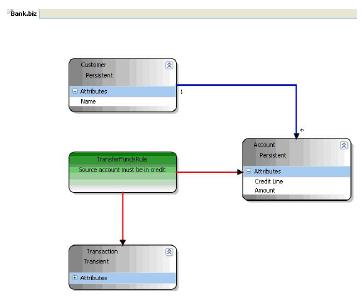 Bank.biz
Customer
Persistent
Attributes
Name
1
*
Account
Persistent
Attributes
Credit Line
Amount
TransferFundsRule
Source account must be in credit
Transaction
Transient
Attributes